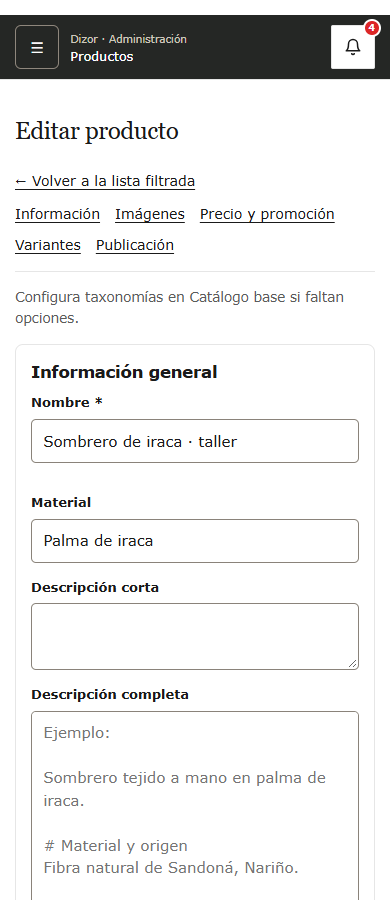 ☰
Dizor · Administración
Productos
4
Editar producto
← Volver a la lista filtrada
Información Imágenes Precio y promoción
Variantes Publicación
Configura taxonomías en Catálogo base si faltan
opciones.
Información general
Nombre *
Sombrero de iraca · taller
Material
Palma de iraca
Descripción corta
Descripción completa
Ejemplo:
Sombrero tejido a mano en palma de
iraca.
# Material y origen
Fibra natural de Sandoná, Nariño.